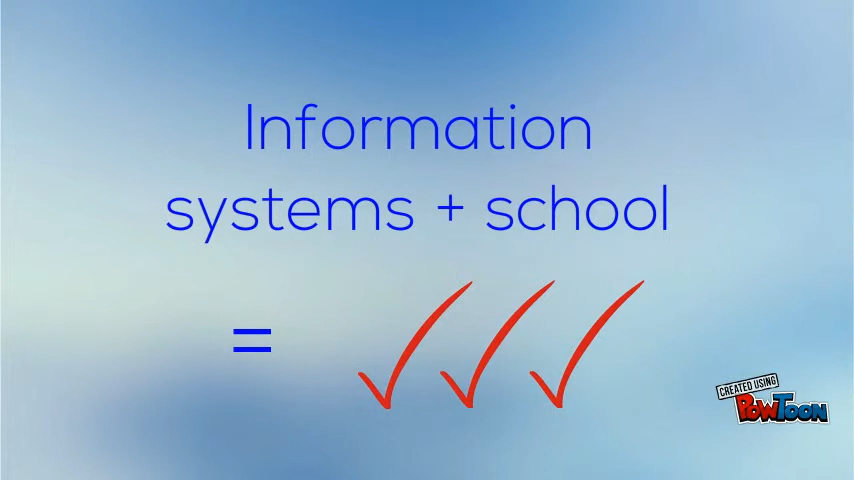 Information
systems + school
= ✓✓✓
CREATED USING
POWTOON